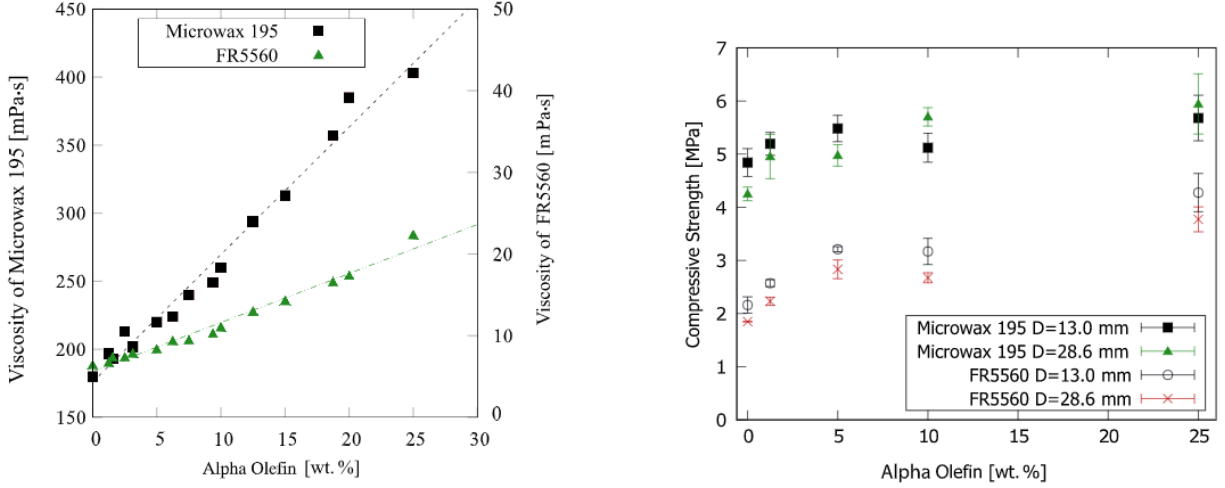 450
400
350
300
250
200
150
50
40
30
20
10
0
0 5 10 15 20 25 30
Viscosity of Microwax 195 [mPa·s]
Viscosity of FR5560 [mPa·s]
Alpha Olefin [wt. %]
Microwax 195
FR5560
7
6
5
4
3
2
1
0
0 5 10 15 20 25
Compressive Strength [MPa]
Alpha Olefin [wt. %]
Microwax 195 D=13.0 mm
Microwax 195 D=28.6 mm
FR5560 D=13.0 mm
FR5560 D=28.6 mm